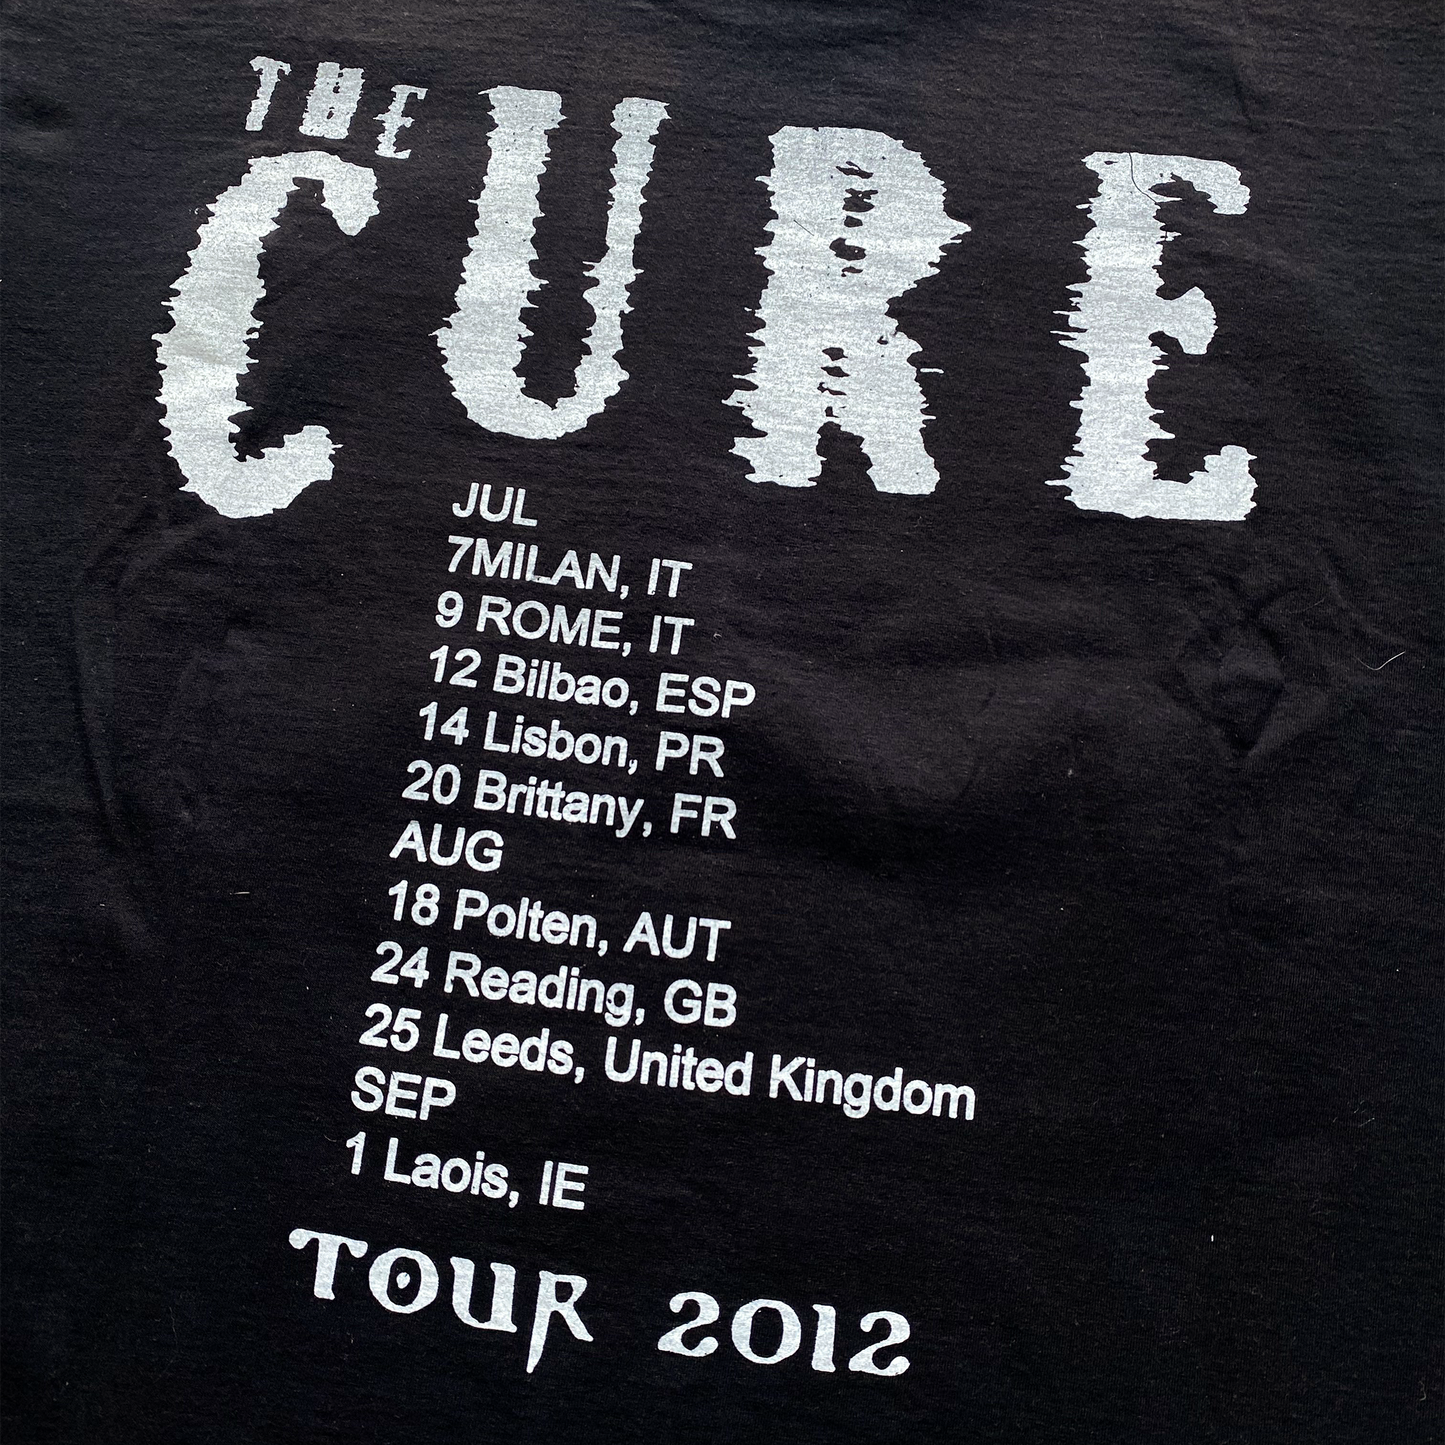 THE
CURE
JUL
7MILAN, IT
9 ROME, IT
12 Bilbao, ESP
14 Lisbon, PR
20 Brittany, FR
AUG
18 Polten, AUT
24 Reading, GB
25 Leeds, United Kingdom
SEP
1 Laois, IE
TOUR 2012